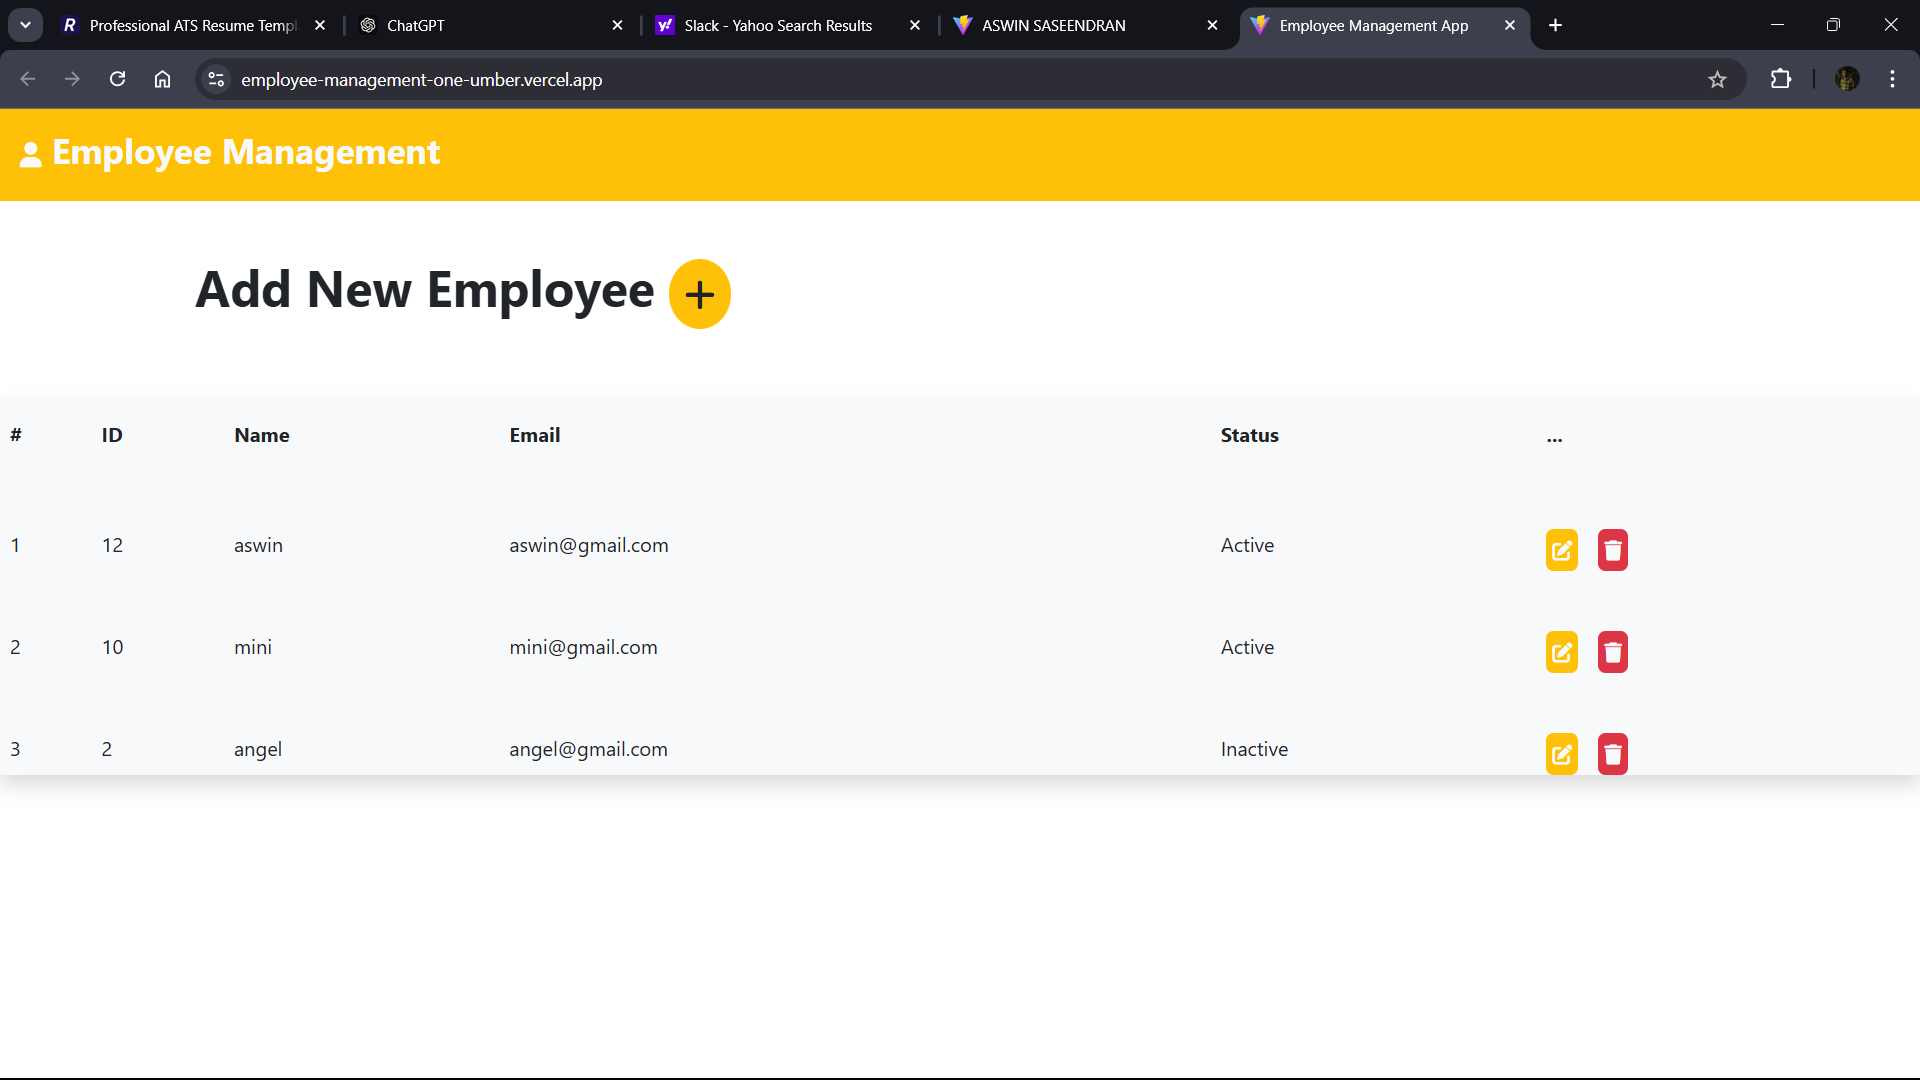 Professional ATS Resume Templ
ChatGPT
Slack - Yahoo Search Results
ASWIN SASEENDRAN
Employee Management App
employee-management-one-umber.vercel.app
Employee Management
Add New Employee +
# ID Name Email Status ...
1 12 aswin aswin@gmail.com Active
2 10 mini mini@gmail.com Active
3 2 angel angel@gmail.com Inactive